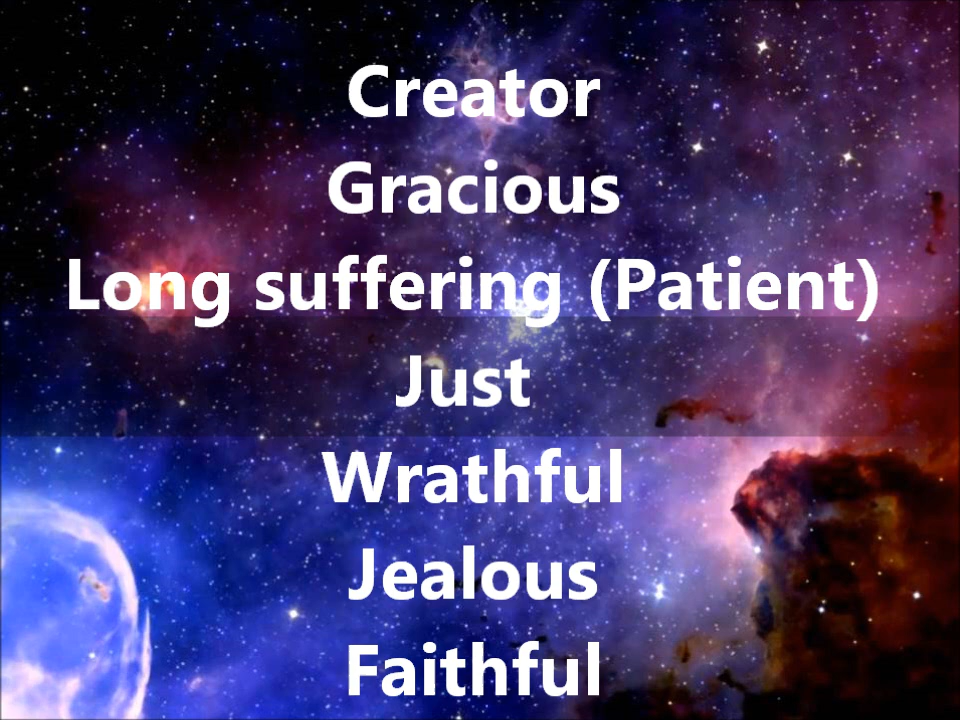 Creator
Gracious
Long suffering (Patient)
Just
Wrathful
Jealous
Faithful